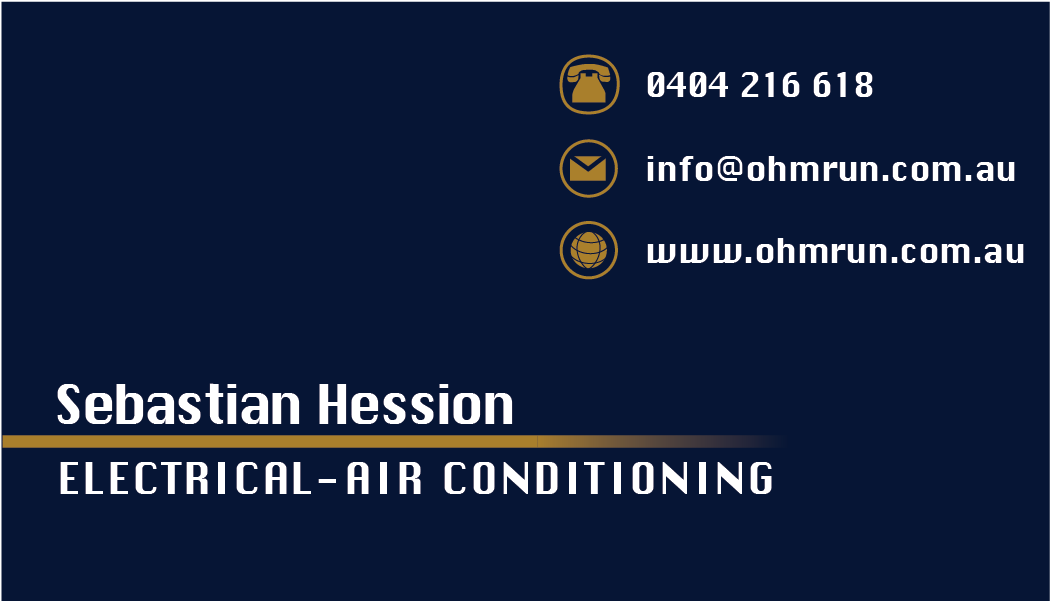 0404 216 618
info@ohmrun.com.au
www.ohmrun.com.au
Sebastian Hession
ELECTRICAL-AIR CONDITIONING